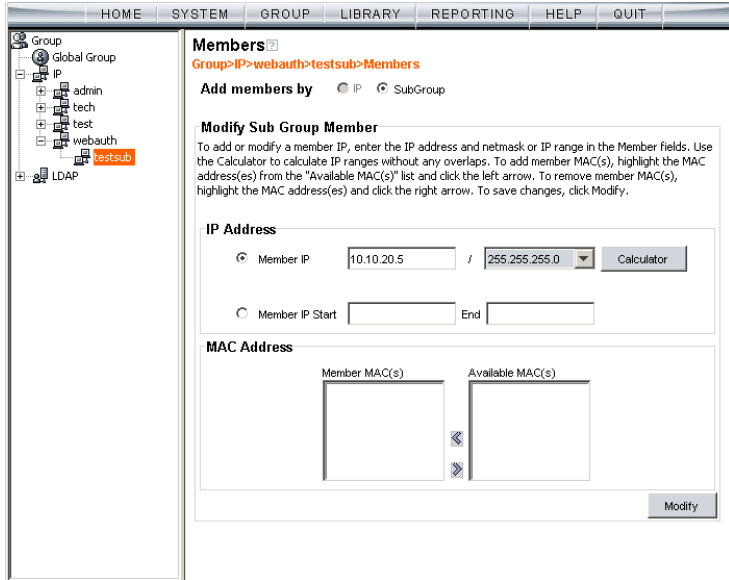 HOME SYSTEM GROUP LIBRARY REPORTING HELP QUIT
Group
Global Group
IP
admin
tech
test
webauth
testsub
LDAP
Members?
Group>IP>webauth>testsub>Members
Add members by IP SubGroup
Modify Sub Group Member
To add or modify a member IP, enter the IP address and netmask or IP range in the Member fields. Use
the Calculator to calculate IP ranges without any overlaps. To add member MAC(s), highlight the MAC
address(es) from the "Available MAC(s)" list and click the left arrow. To remove member MAC(s),
highlight the MAC address(es) and click the right arrow. To save changes, click Modify.
IP Address
Member IP 10.10.20.5 / 255.255.255.0 Calculator
Member IP Start End
MAC Address
Member MAC(s) Available MAC(s)
Modify